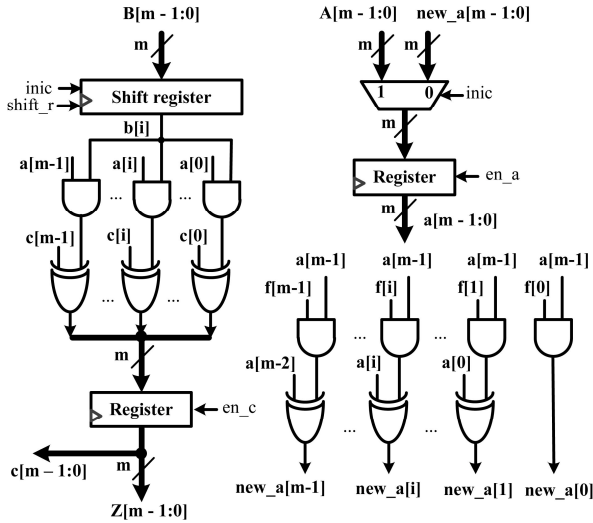 B[m - 1:0]
m
inic
shift_r
Shift register
b[i]
a[m-1]
a[i]
a[0]
...
...
c[m-1]
c[i]
c[0]
...
...
m
Register
en_c
c[m – 1:0]
m
Z[m - 1:0]
A[m - 1:0]
new_a[m - 1:0]
m
m
1
0
inic
m
Register
en_a
m
a[m - 1:0]
a[m-1]
a[m-1]
a[m-1]
a[m-1]
f[m-1]
f[i]
f[1]
f[0]
...
...
a[m-2]
a[i]
a[0]
...
...
new_a[m-1]
new_a[i]
new_a[1]
new_a[0]